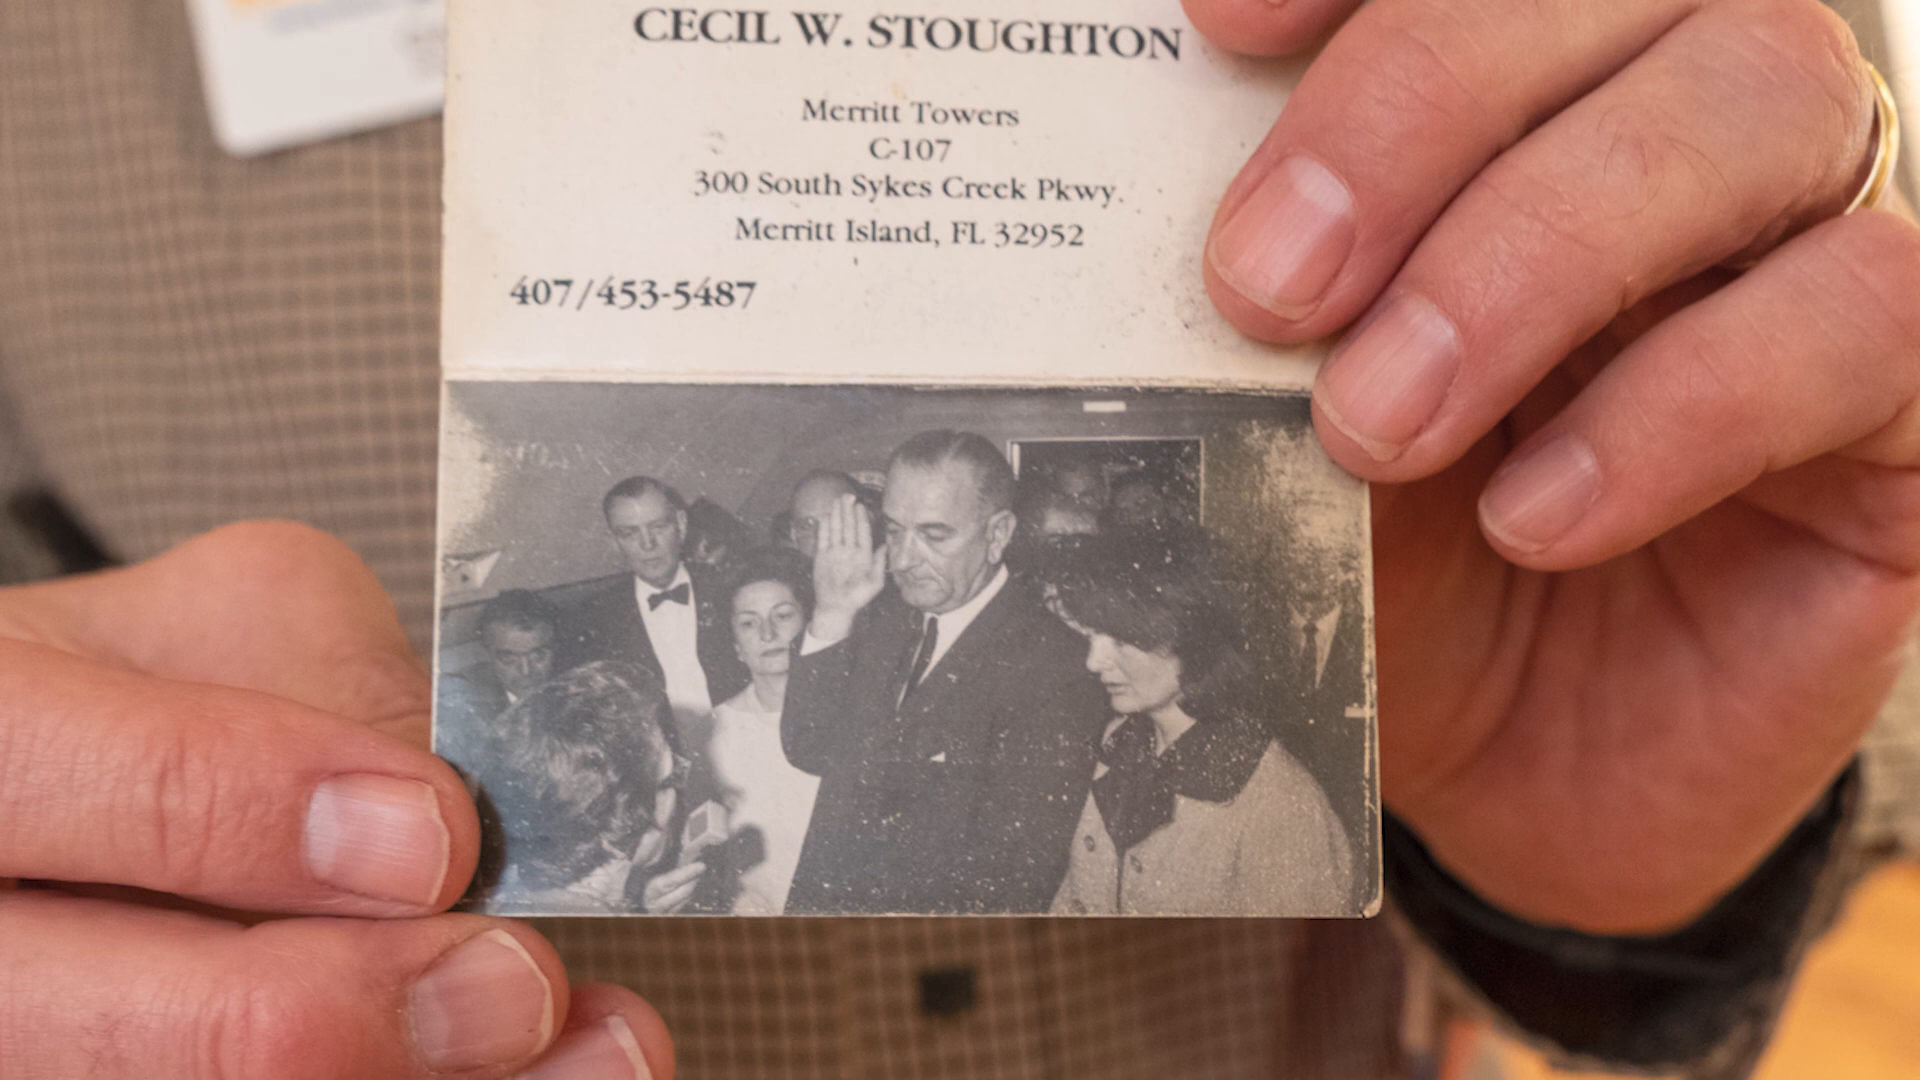 CECIL W. STOUGHTON
Merritt Towers
C-107
300 South Sykes Creek Pkwy.
Merritt Island, FL 32952
407/453-5487